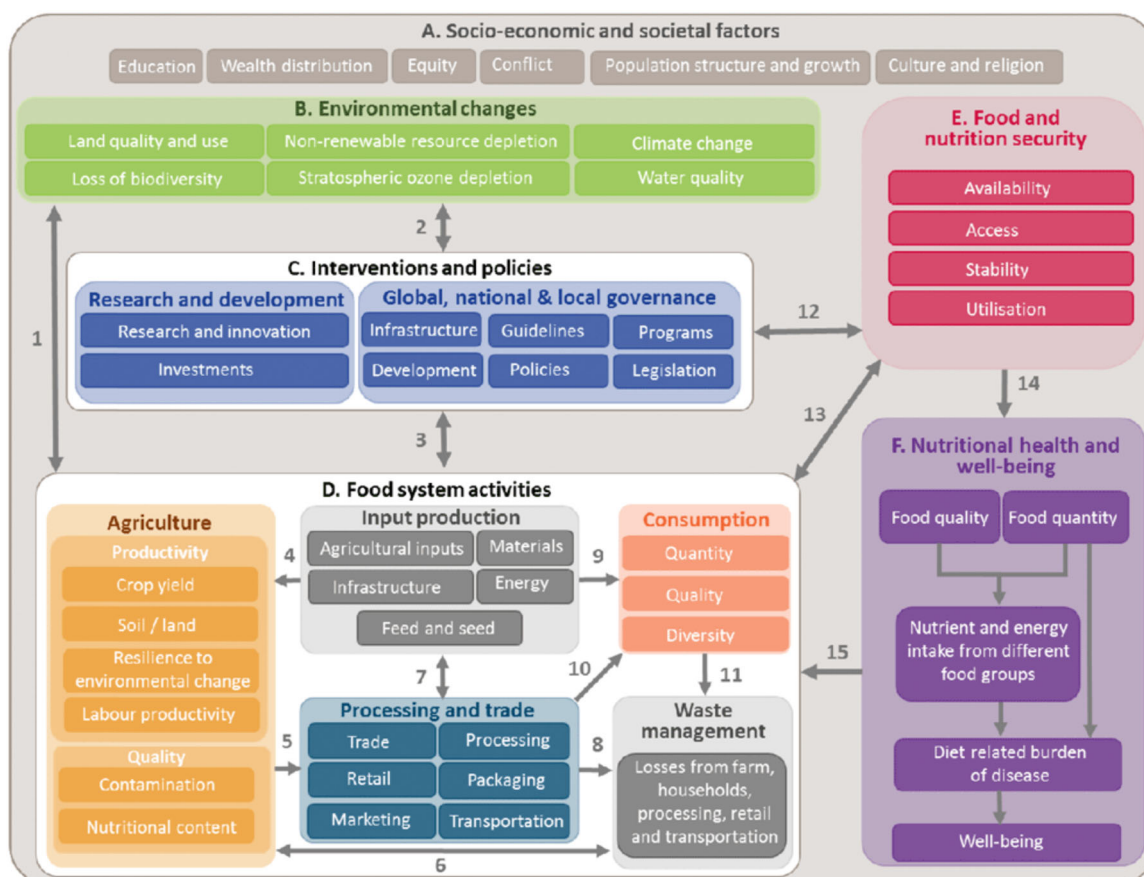 A. Socio-economic and societal factors
Education
Wealth distribution
Equity
Conflict
Population structure and growth
Culture and religion
B. Environmental changes
Land quality and use
Non-renewable resource depletion
Climate change
Loss of biodiversity
Stratospheric ozone depletion
Water quality
E. Food and
nutrition security
Availability
Access
Stability
Utilisation
1
2
C. Interventions and policies
Research and development
Research and innovation
Investments
Global, national & local governance
Infrastructure
Guidelines
Programs
Development
Policies
Legislation
12
13
14
3
D. Food system activities
Agriculture
Productivity
Crop yield
Soil / land
Resilience to
environmental change
Labour productivity
Quality
Contamination
Nutritional content
4
Input production
Agricultural inputs
Materials
Infrastructure
Energy
Feed and seed
9
Consumption
Quantity
Quality
Diversity
7
10
11
5
Processing and trade
Trade
Processing
Retail
Packaging
Marketing
Transportation
8
Waste
management
Losses from farm,
households,
processing, retail
and transportation
6
15
F. Nutritional health and
well-being
Food quality
Food quantity
Nutrient and energy
intake from different
food groups
Diet related burden
of disease
Well-being